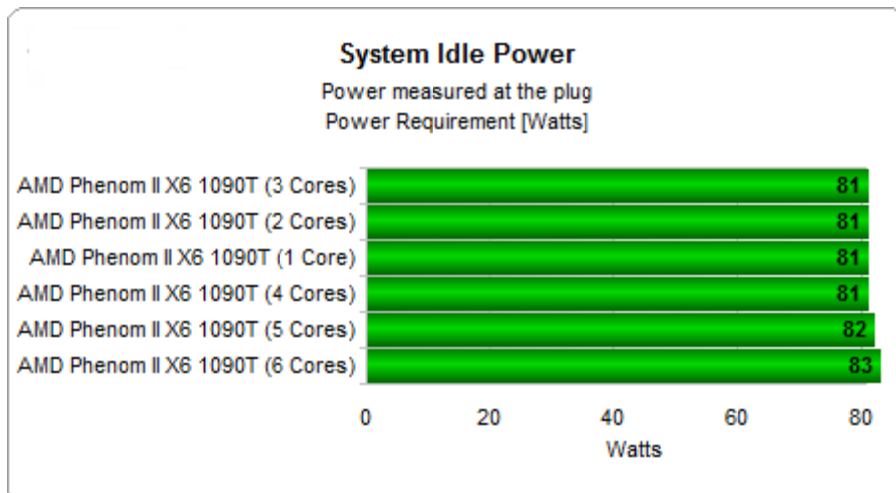 System Idle Power
Power measured at the plug
Power Requirement [Watts]
AMD Phenom II X6 1090T (3 Cores) 81
AMD Phenom II X6 1090T (2 Cores) 81
AMD Phenom II X6 1090T (1 Core) 81
AMD Phenom II X6 1090T (4 Cores) 81
AMD Phenom II X6 1090T (5 Cores) 82
AMD Phenom II X6 1090T (6 Cores) 83
0 20 40 60 80
Watts